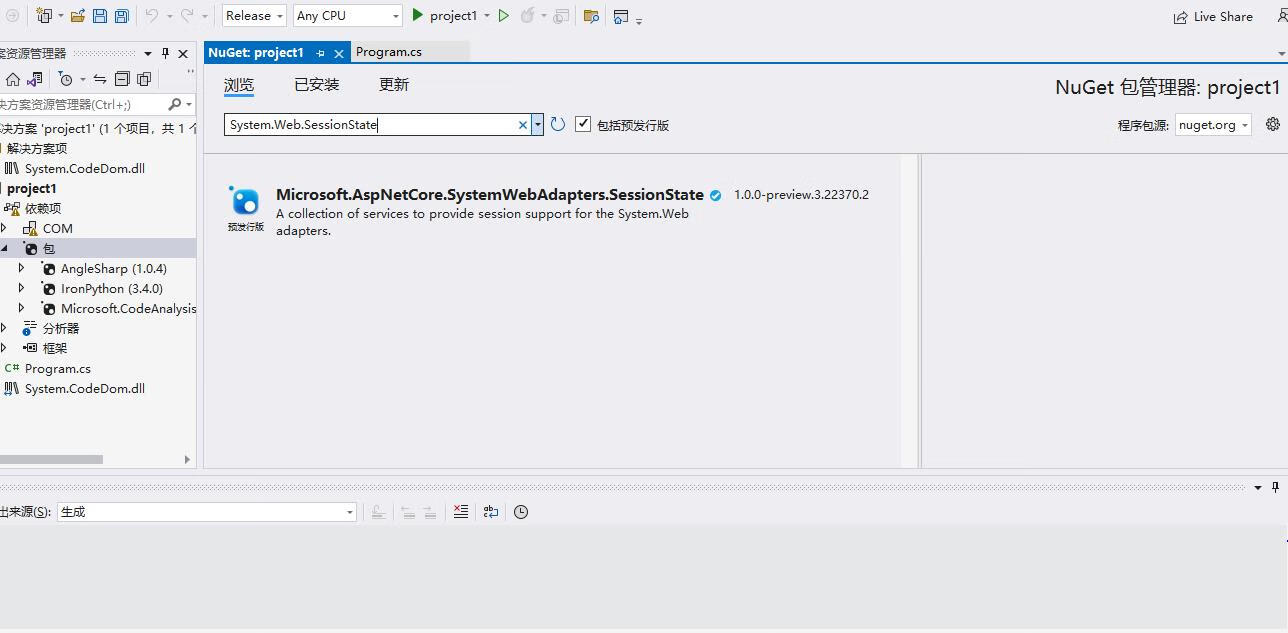 Release
Any CPU
project1
Live Share
案资源管理器
NuGet: project1
Program.cs
浏览
已安装
更新
NuGet 包管理器: project1
决方案资源管理器(Ctrl+;)
System.Web.SessionState
包括预发行版
程序包源:
nuget.org
决方案 'project1' (1 个项目，共 1 个
解决方案项
System.CodeDom.dll
project1
依赖项
COM
包
AngleSharp (1.0.4)
IronPython (3.4.0)
Microsoft.CodeAnalysis
分析器
框架
C# Program.cs
System.CodeDom.dll
预发行版
Microsoft.AspNetCore.SystemWebAdapters.SessionState
1.0.0-preview.3.22370.2
A collection of services to provide session support for the System.Web
adapters.
出来源(S):
生成